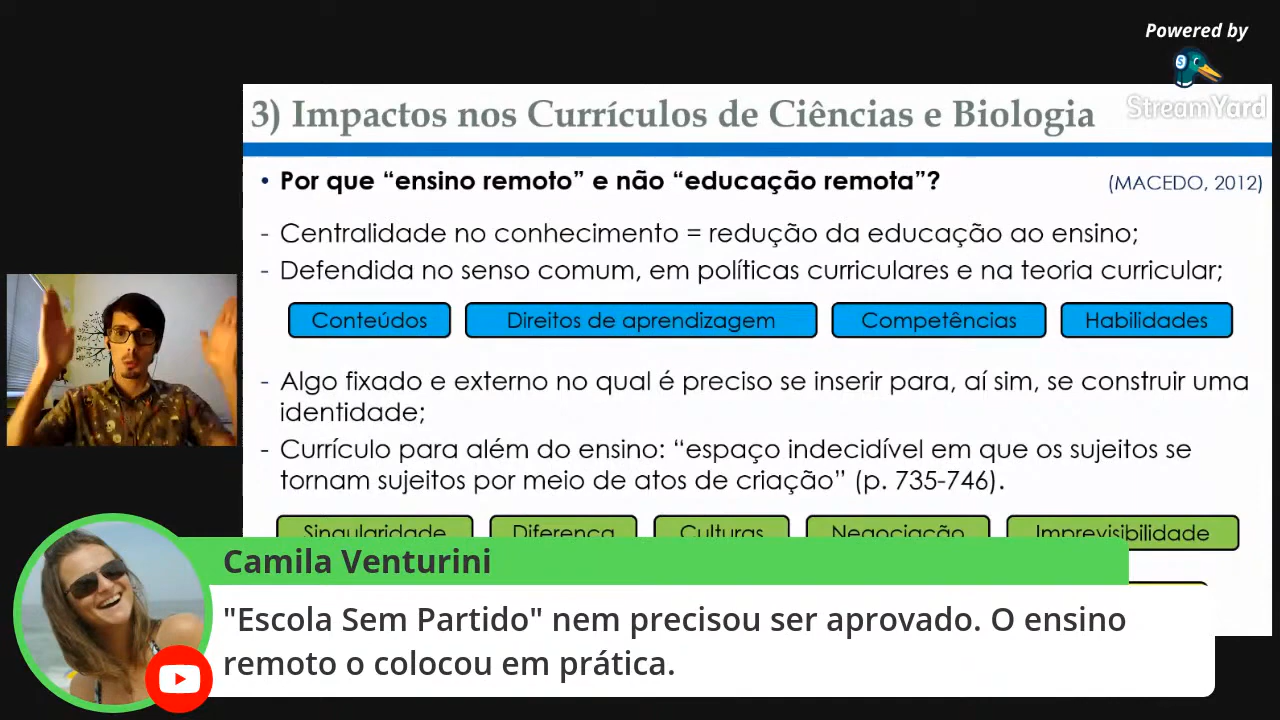 Powered by
StreamYard
3) Impactos nos Currículos de Ciências e Biologia
• Por que “ensino remoto” e não “educação remota”? (MACEDO, 2012)
- Centralidade no conhecimento = redução da educação ao ensino;
- Defendida no senso comum, em políticas curriculares e na teoria curricular;
Conteúdos Direitos de aprendizagem Competências Habilidades
- Algo fixado e externo no qual é preciso se inserir para, aí sim, se construir uma
identidade;
- Currículo para além do ensino: “espaço indecidível em que os sujeitos se
tornam sujeitos por meio de atos de criação” (p. 735-746).
Singularidade Diferença Culturas Negociação Imprevisibilidade
Camila Venturini
"Escola Sem Partido" nem precisou ser aprovado. O ensino
remoto o colocou em prática.